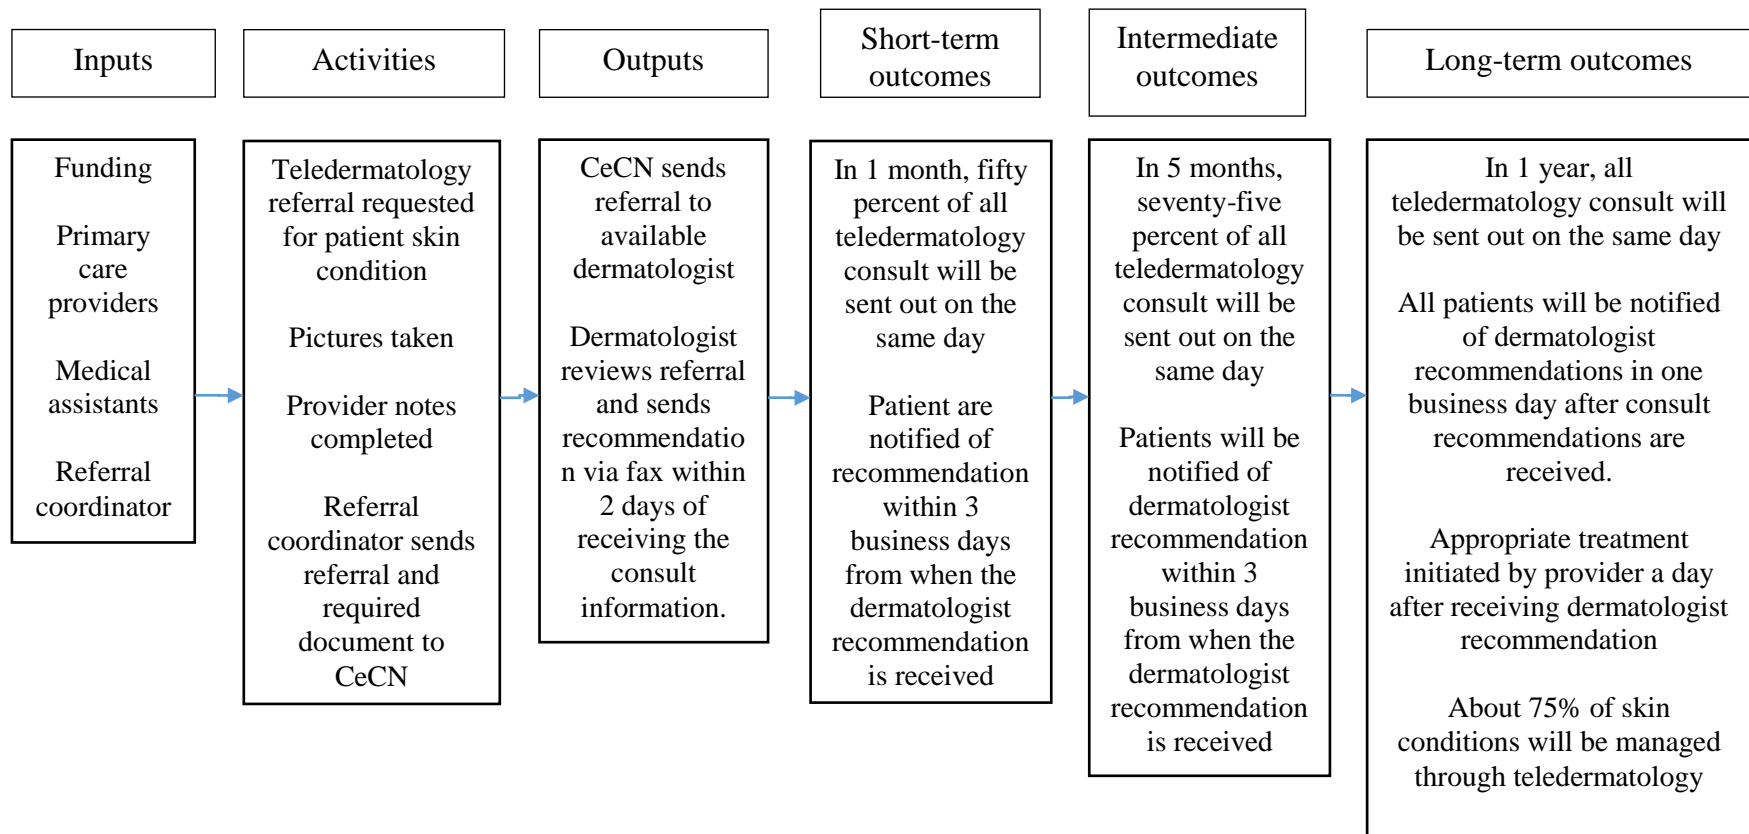 Inputs
Activities
Outputs
Short-term
outcomes
Intermediate
outcomes
Long-term outcomes
Funding
Primary
care
providers
Medical
assistants
Referral
coordinator
Teledermatology
referral requested
for patient skin
condition
Pictures taken
Provider notes
completed
Referral
coordinator sends
referral and
required
document to
CeCN
CeCN sends
referral to
available
dermatologist
Dermatologist
reviews referral
and sends
recommendatio
n via fax within
2 days of
receiving the
consult
information.
In 1 month, fifty
percent of all
teledermatology
consult will be
sent out on the
same day
Patient are
notified of
recommendation
within 3
business days
from when the
dermatologist
recommendation
is received
In 5 months,
seventy-five
percent of all
teledermatology
consult will be
sent out on the
same day
Patients will be
notified of
dermatologist
recommendation
within 3
business days
from when the
dermatologist
recommendation
is received
In 1 year, all
teledermatology consult will
be sent out on the same day
All patients will be notified
of dermatologist
recommendations in one
business day after consult
recommendations are
received.
Appropriate treatment
initiated by provider a day
after receiving dermatologist
recommendation
About 75% of skin
conditions will be managed
through teledermatology